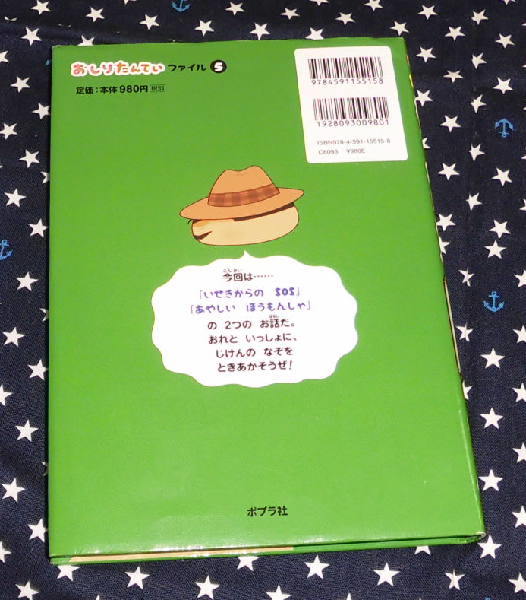 おしりたんてい ファイル 5
定価:本体980円 税別
9784591155158
1928093009801
ISBN978-4-591-15515-8
C8093 ¥980E
今回は……
「いせきからの SOS」
「あやしい ほうもんしゃ」
の 2つの お話だ。
おれと いっしょに、
じけんの なぞを
ときあかそうぜ!
ポプラ社